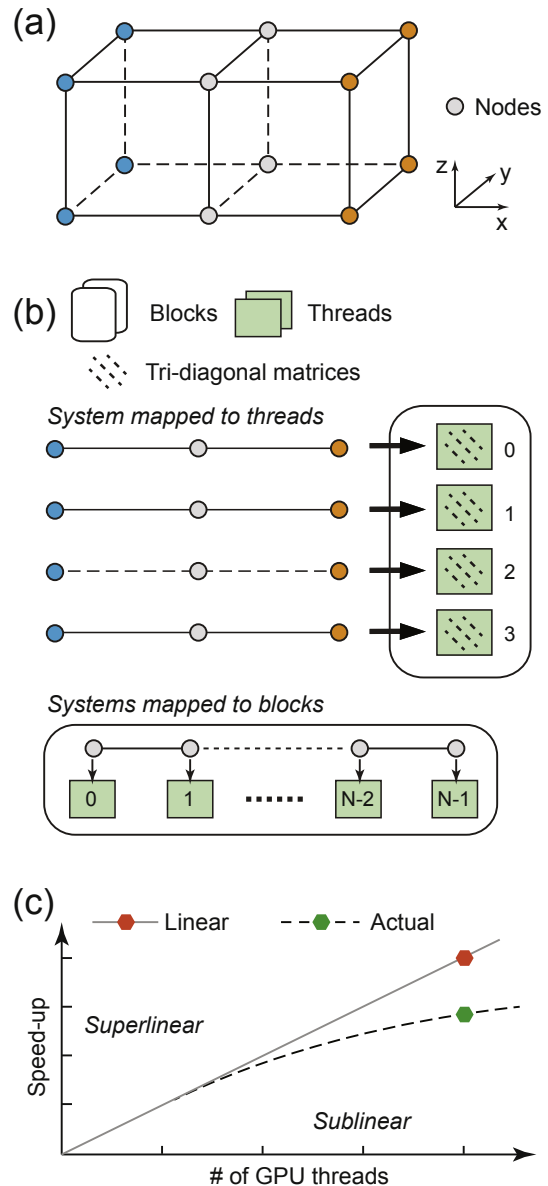 (a)
Nodes
z
y
x
(b)
Blocks
Threads
Tri-diagonal matrices
System mapped to threads
0
1
2
3
Systems mapped to blocks
0 1 ...... N-2 N-1
(c)
Linear
Actual
Speed-up
Superlinear
Sublinear
# of GPU threads